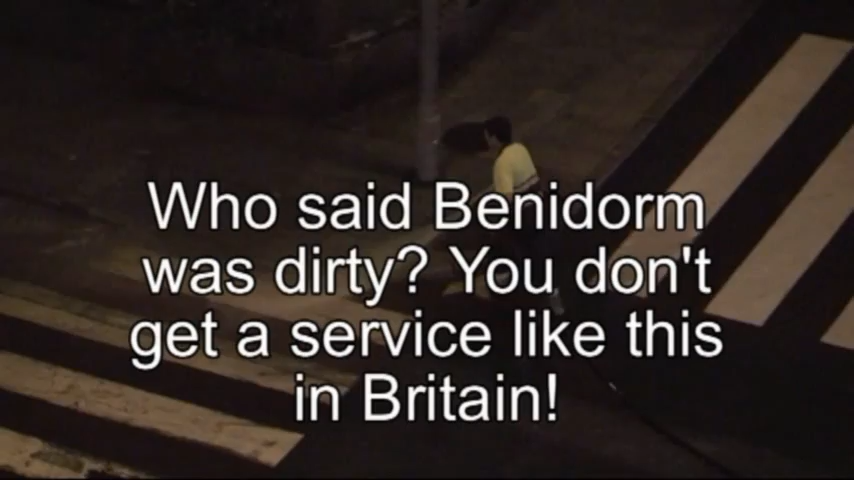 Who said Benidorm
was dirty? You don't
get a service like this
in Britain!